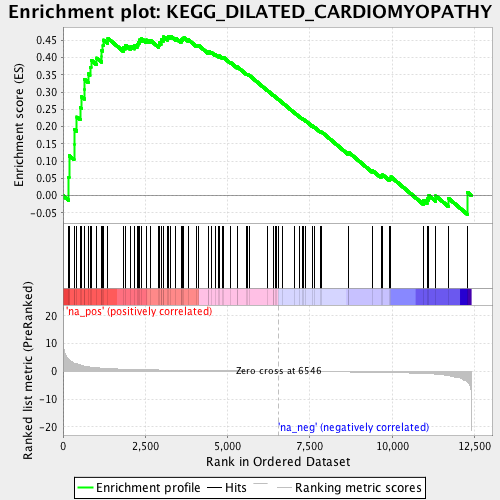 Enrichment plot: KEGG_DILATED_CARDIOMYOPATHY
Enrichment score (ES)
0.45
0.40
0.35
0.30
0.25
0.20
0.15
0.10
0.05
0.00
-0.05
'na_pos' (positively correlated)
Ranked list metric (PreRanked)
20
10
0
-10
-20
Zero cross at 6546
'na_neg' (negatively correlated)
0 2,500 5,000 7,500 10,000 12,500
Rank in Ordered Dataset
Enrichment profile Hits Ranking metric scores